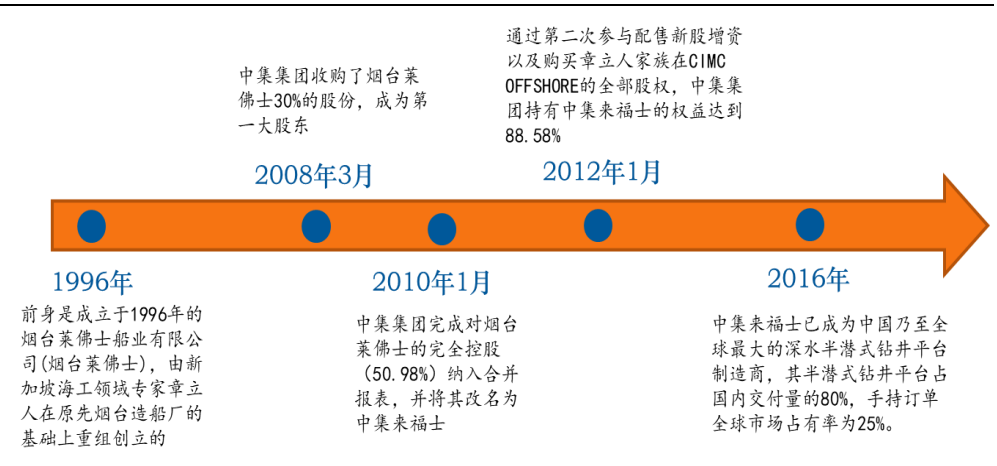 中集集团收购了烟台莱
佛士30%的股份，成为第
一大股东
2008年3月
通过第二次参与配售新股增资
以及购买章立人家族在CIMC
OFFSHORE的全部股权，中集集
团持有中集来福士的权益达到
88.58%
2012年1月
1996年
前身是成立于1996年的
烟台莱佛士船业有限公
司(烟台莱佛士)，由新
加坡海工领域专家章立
人在原先烟台造船厂的
基础上重组创立的
2010年1月
中集集团完成对烟台
莱佛士的完全控股
（50.98%）纳入合并
报表，并将其改名为
中集来福士
2016年
中集来福士已成为中国乃至全
球最大的深水半潜式钻井平台
制造商，其半潜式钻井平台占
国内交付量的80%，手持订单
全球市场占有率为25%。